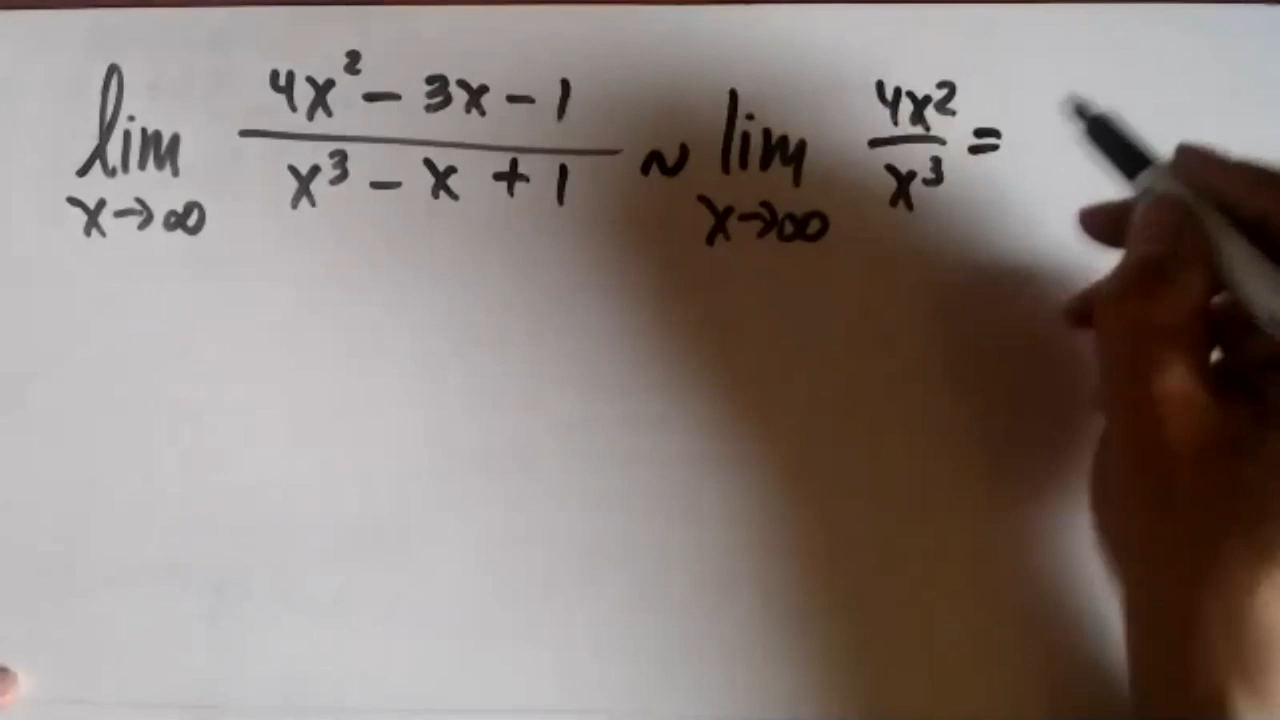 lim x→∞ (4x² - 3x - 1)/(x³ - x + 1) ~ lim x→∞ 4x²/x³ =